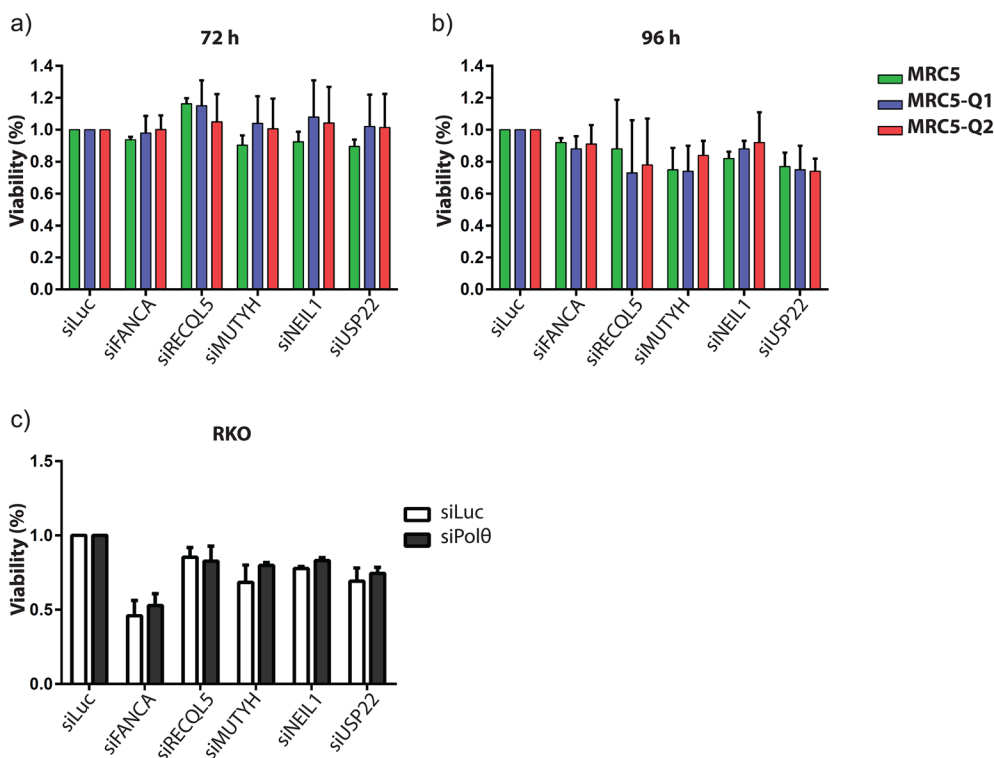 a)
72 h
Viability (%)
1.4
1.2
1.0
0.8
0.6
0.4
0.2
0.0
siLuc
siFANCA
siRECQL5
siMUTYH
siNEIL1
siUSP22
b)
96 h
Viability (%)
1.4
1.2
1.0
0.8
0.6
0.4
0.2
0.0
siLuc
siFANCA
siRECQL5
siMUTYH
siNEIL1
siUSP22
MRC5
MRC5-Q1
MRC5-Q2
c)
RKO
Viability (%)
1.5
1.0
0.5
0.0
siLuc
siFANCA
siRECQL5
siMUTYH
siNEIL1
siUSP22
siLuc
siPolθ